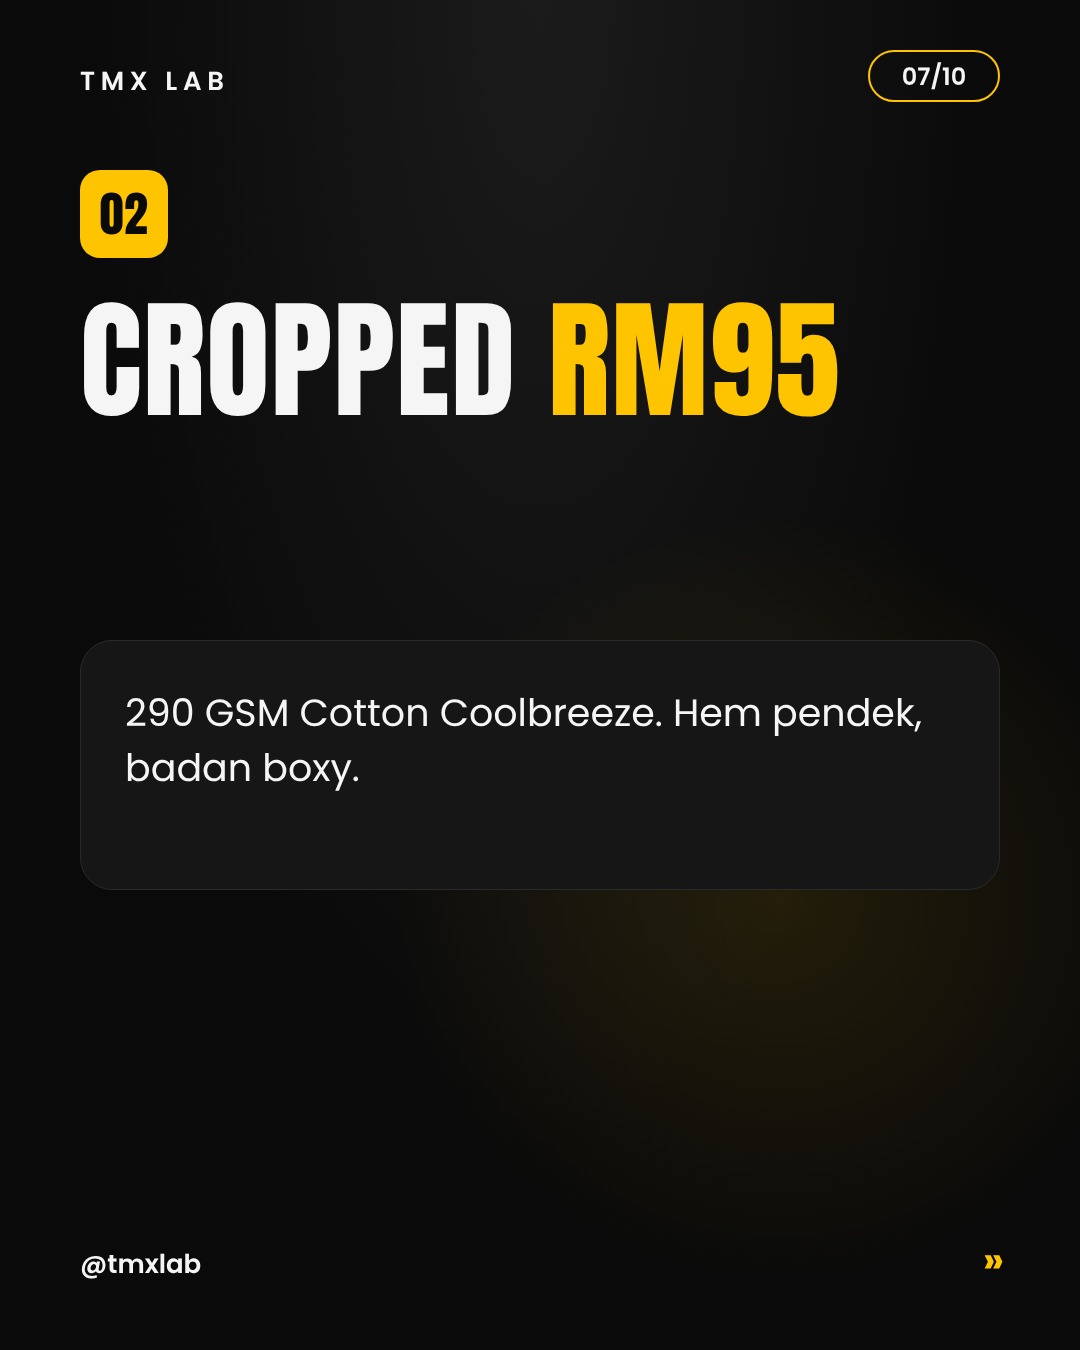 TMX LAB
07/10
02
CROPPED RM95
290 GSM Cotton Coolbreeze. Hem pendek,
badan boxy.
@tmxlab
»